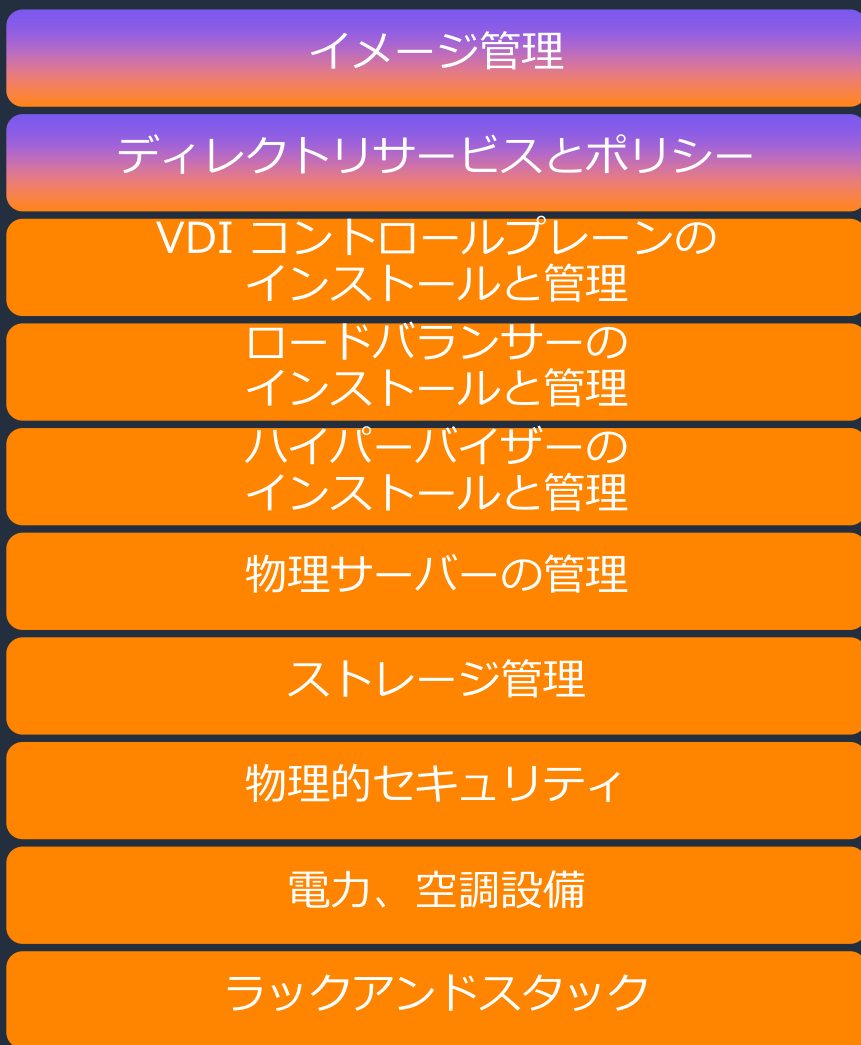 イメージ管理
ディレクトリサービスとポリシー
VDI コントロールプレーンの
インストールと管理
ロードバランサーの
インストールと管理
ハイパーバイザーの
インストールと管理
物理サーバーの管理
ストレージ管理
物理的セキュリティ
電力、空調設備
ラックアンドスタック